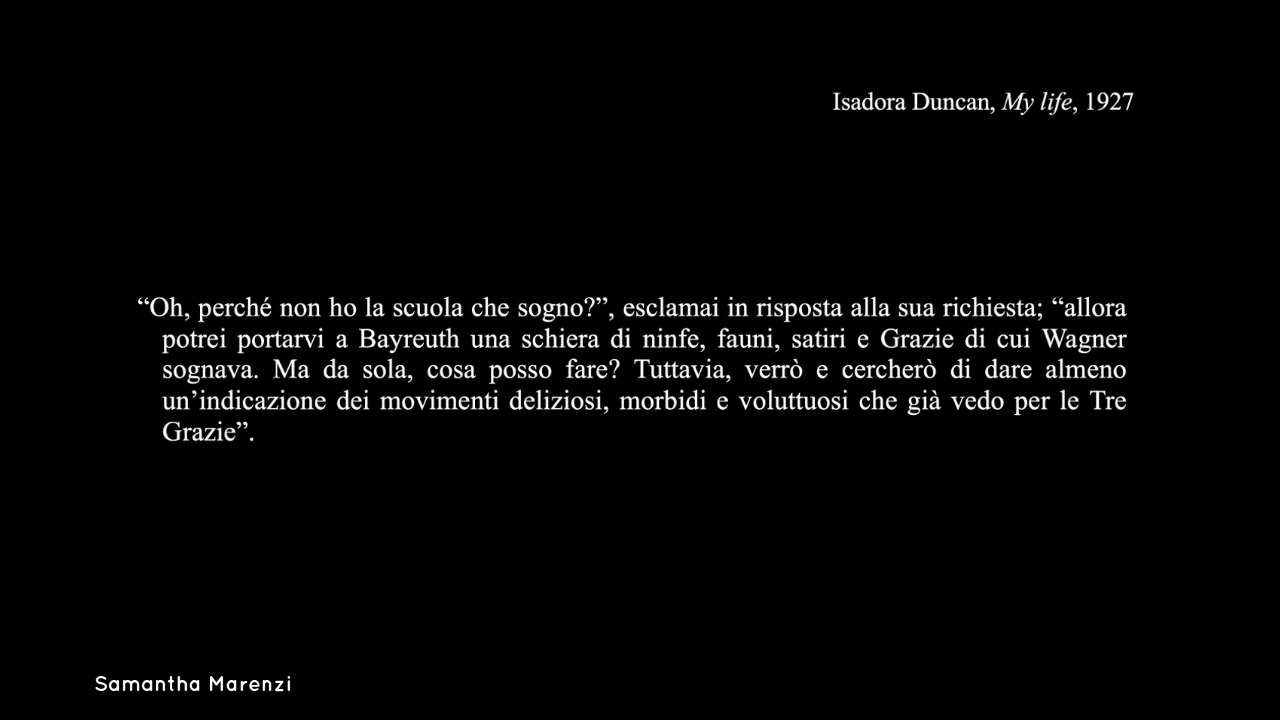 Isadora Duncan, My life, 1927
“Oh, perché non ho la scuola che sogno?”, esclamai in risposta alla sua richiesta; “allora
potrei portarvi a Bayreuth una schiera di ninfe, fauni, satiri e Grazie di cui Wagner
sognava. Ma da sola, cosa posso fare? Tuttavia, verrò e cercherò di dare almeno
un’indicazione dei movimenti deliziosi, morbidi e voluttuosi che già vedo per le Tre
Grazie”.
Samantha Marenzi